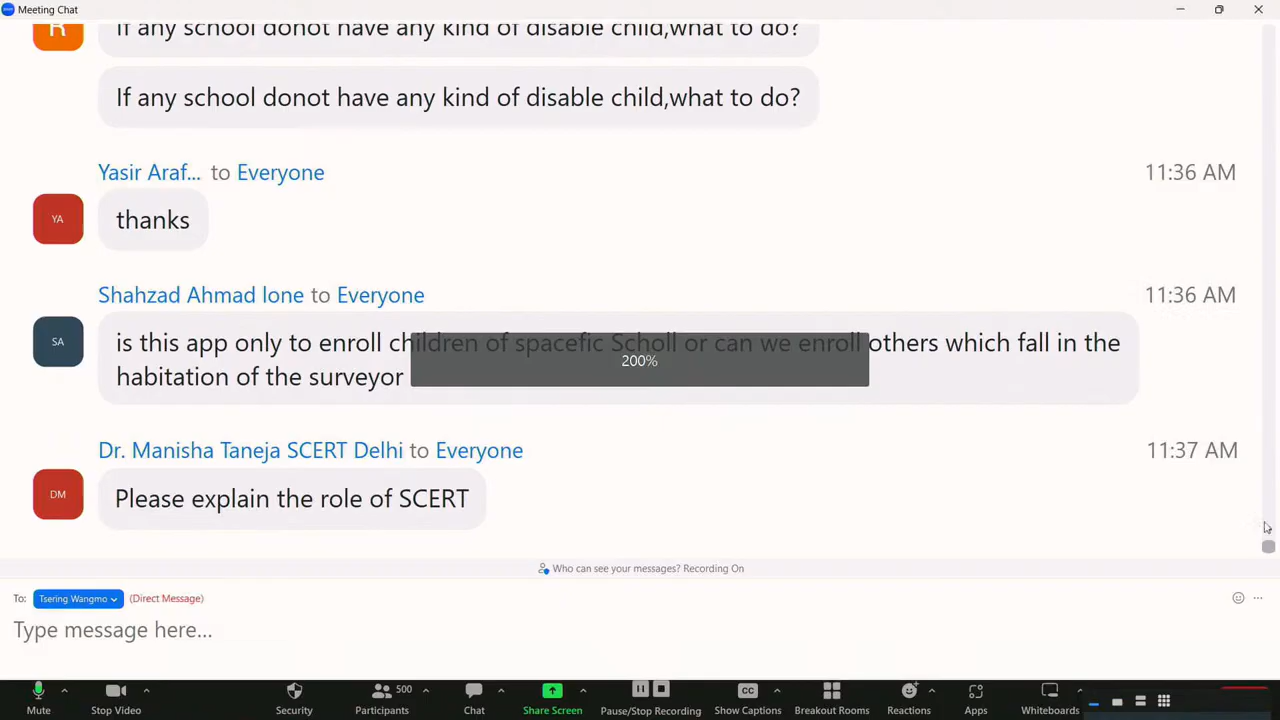 Meeting Chat
R
If any school donot have any kind of disable child,what to do?
If any school donot have any kind of disable child,what to do?
Yasir Araf... to Everyone 11:36 AM
YA
thanks
Shahzad Ahmad lone to Everyone 11:36 AM
SA
is this app only to enroll children of spacefic Scholl or can we enroll others which fall in the
200%
habitation of the surveyor
Dr. Manisha Taneja SCERT Delhi to Everyone 11:37 AM
DM
Please explain the role of SCERT
Who can see your messages? Recording On
To: Tsering Wangmo (Direct Message)
Type message here...
500
Mute Stop Video Security Participants Chat Share Screen Pause/Stop Recording Show Captions Breakout Rooms Reactions Apps Whiteboards